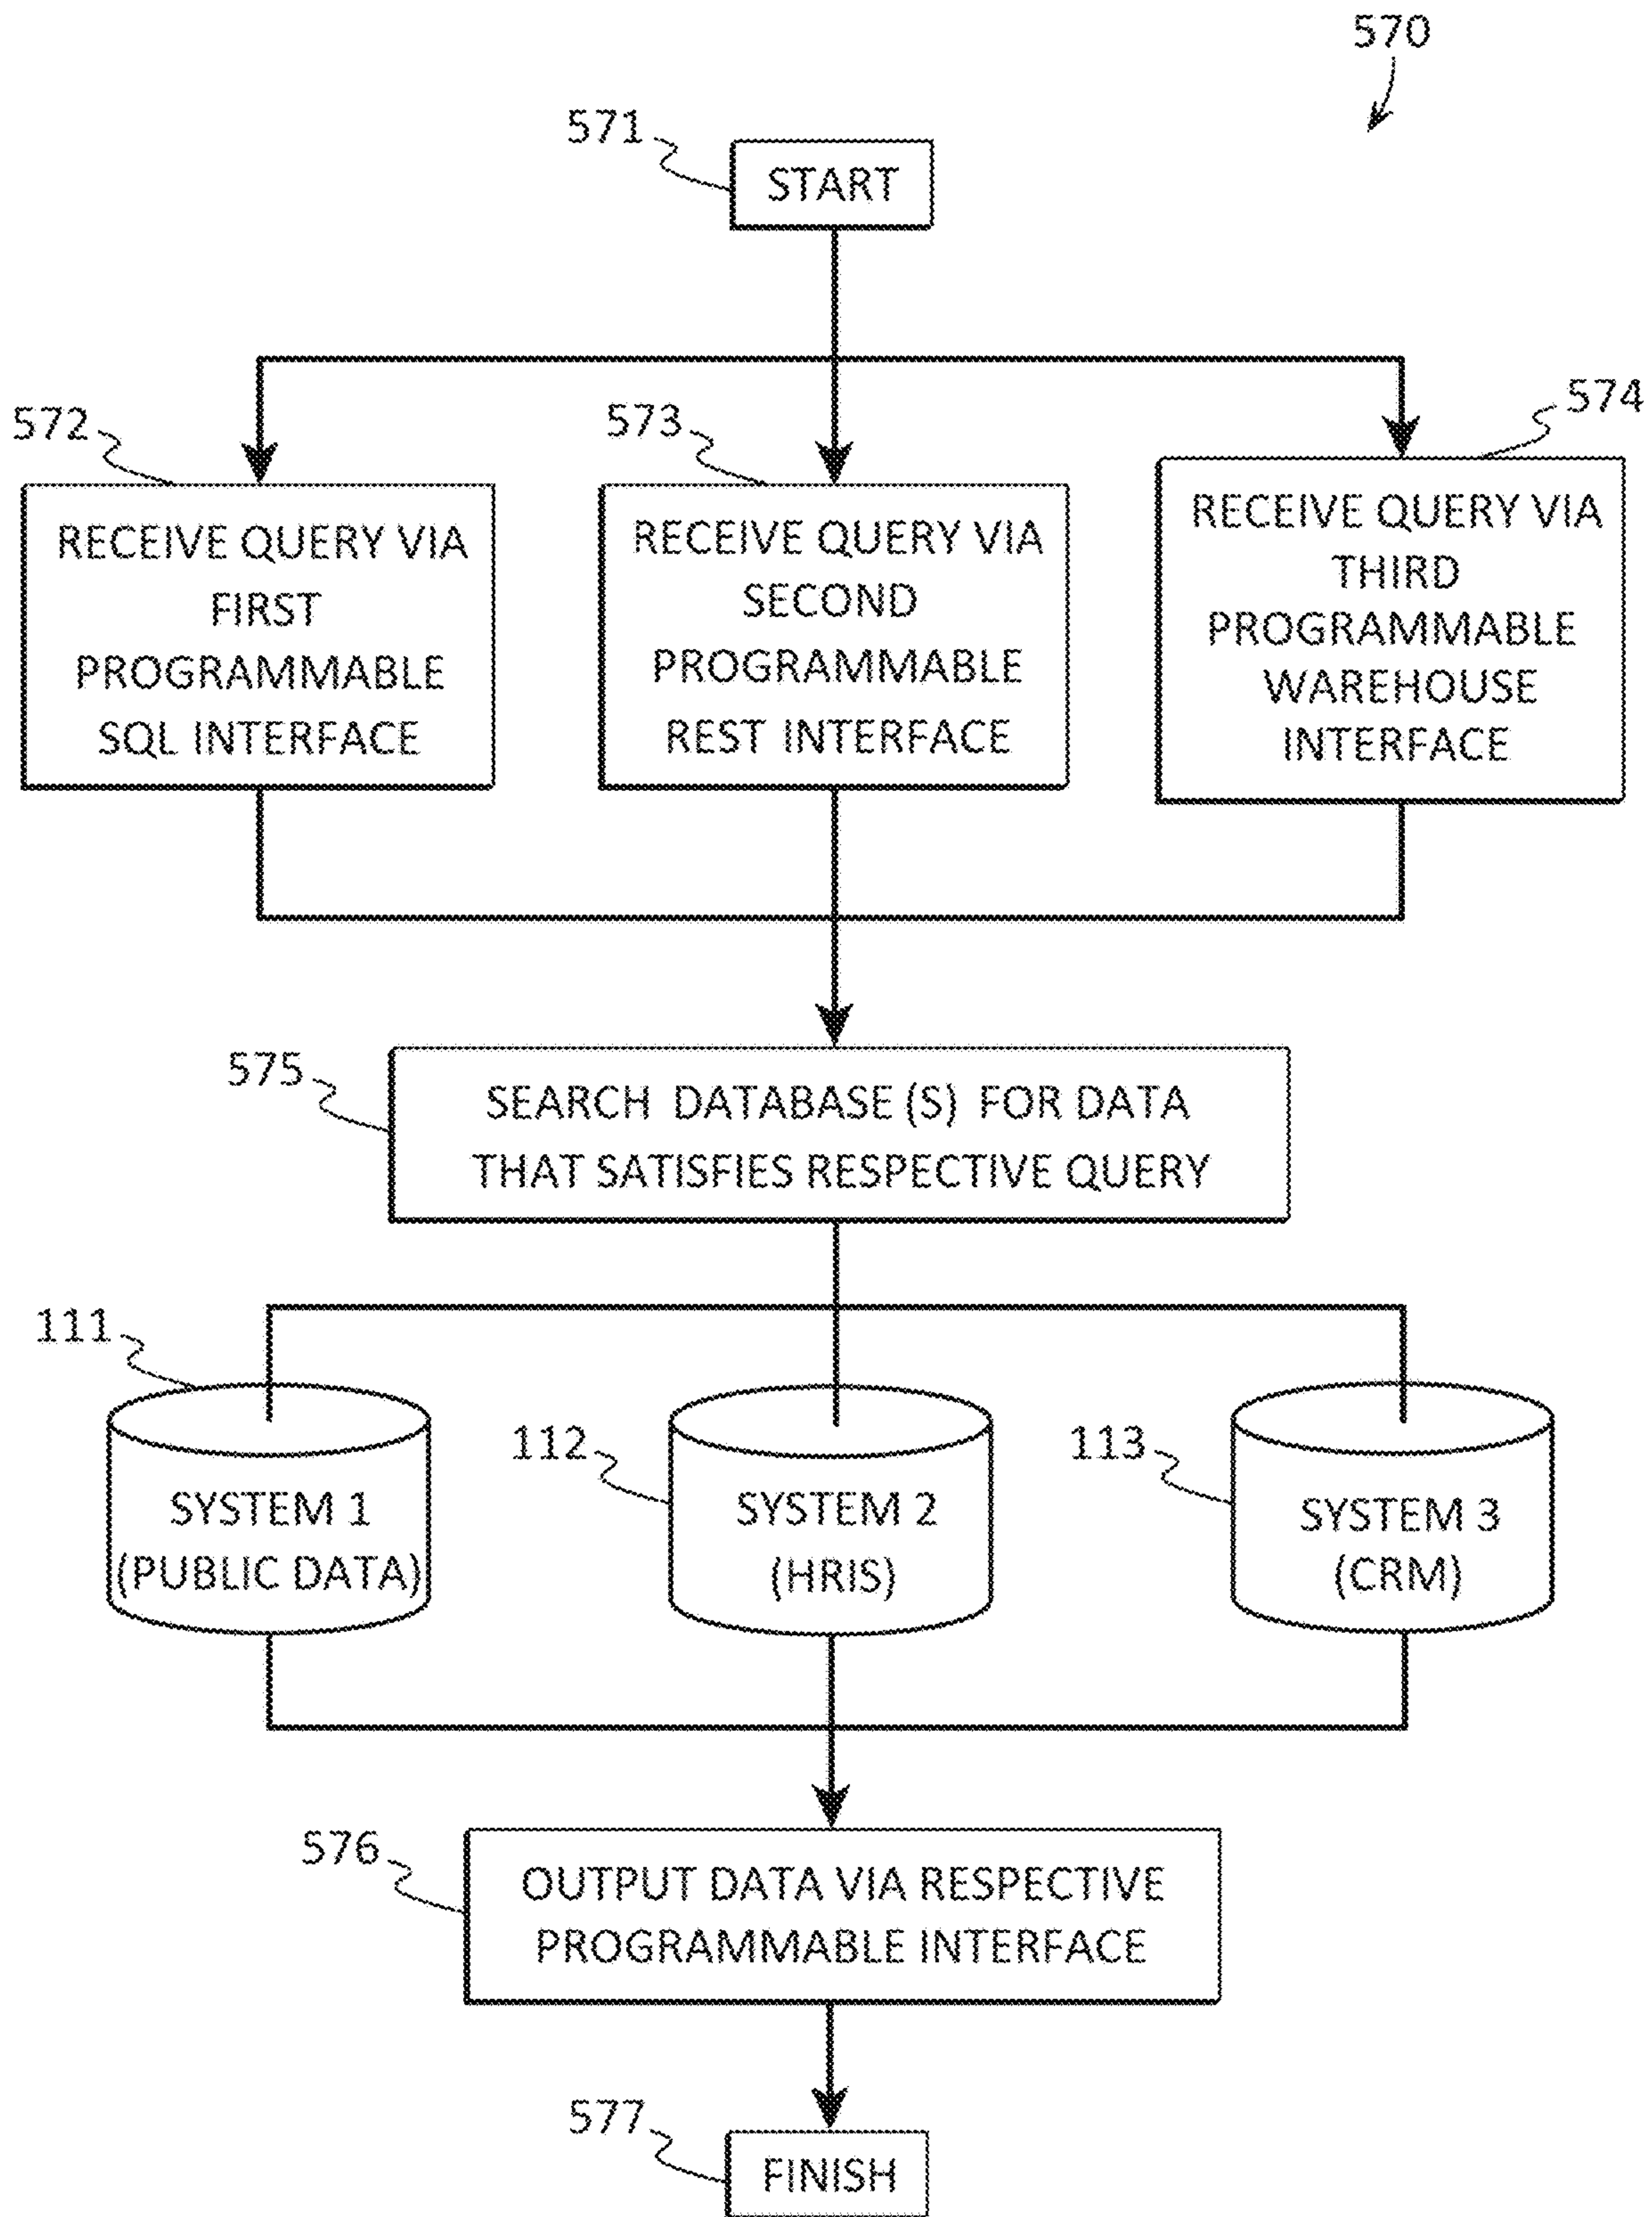 570
571
START
572
573
574
RECEIVE QUERY VIA
FIRST
PROGRAMMABLE
SQL INTERFACE
RECEIVE QUERY VIA
SECOND
PROGRAMMABLE
REST INTERFACE
RECEIVE QUERY VIA
THIRD
PROGRAMMABLE
WAREHOUSE
INTERFACE
575
SEARCH DATABASE (S) FOR DATA
THAT SATISFIES RESPECTIVE QUERY
111
SYSTEM 1
(PUBLIC DATA)
112
SYSTEM 2
(HRIS)
113
SYSTEM 3
(CRM)
576
OUTPUT DATA VIA RESPECTIVE
PROGRAMMABLE INTERFACE
577
FINISH